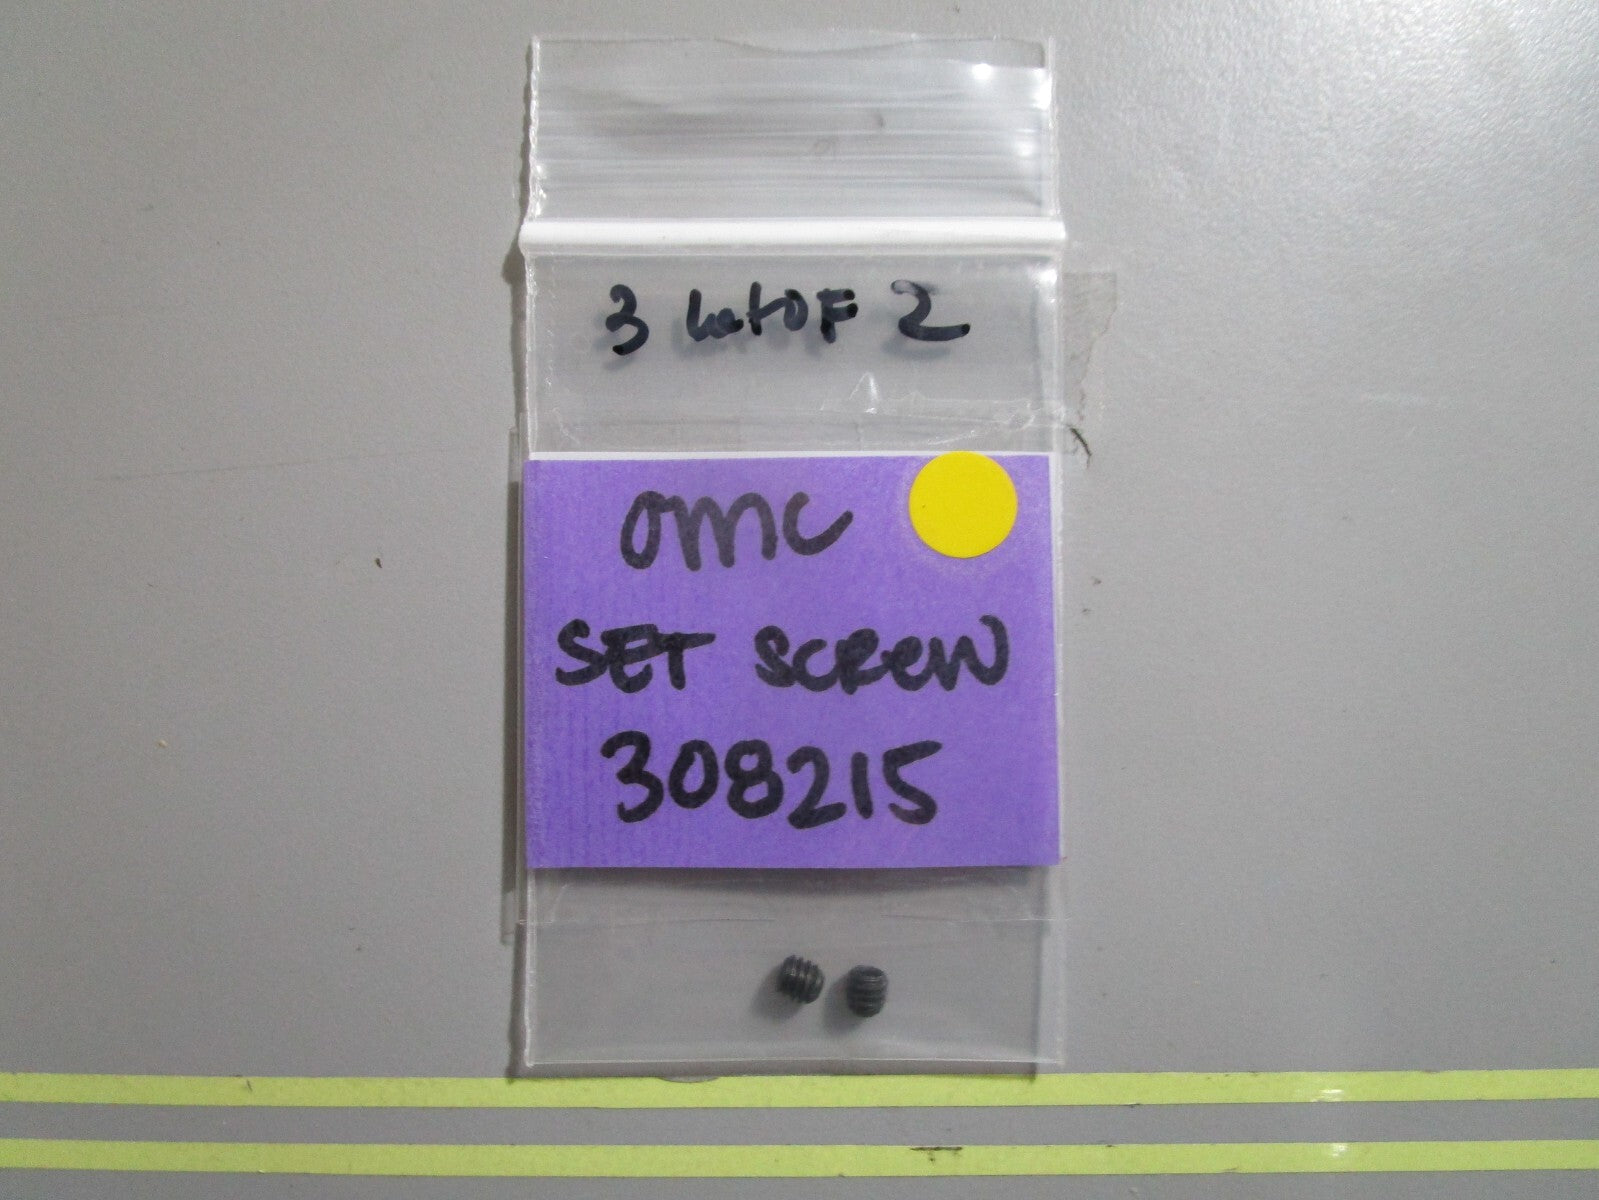 3 lot OF 2
omc
SET SCREW
308215